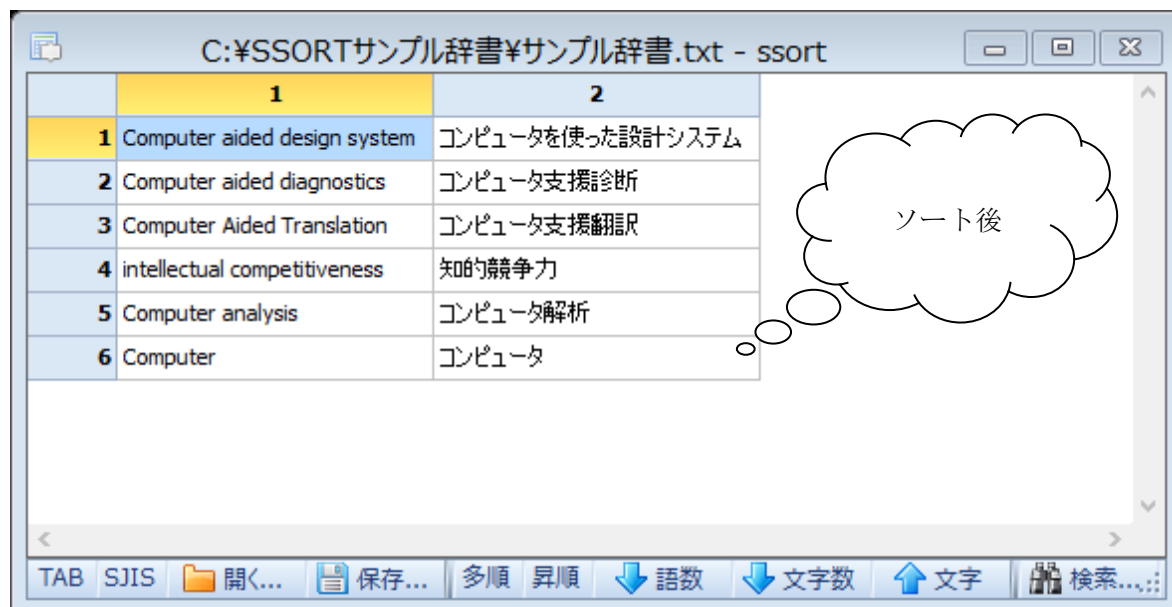 C:¥SSORTサンプル辞書¥サンプル辞書.txt - ssort
1 2
1 Computer aided design system コンピュータを使った設計システム
2 Computer aided diagnostics コンピュータ支援診断
3 Computer Aided Translation コンピュータ支援翻訳
4 intellectual competitiveness 知的競争力
5 Computer analysis コンピュータ解析
6 Computer コンピュータ
ソート後
TAB SJIS 開く... 保存... 多順 昇順 語数 文字数 文字 検索...